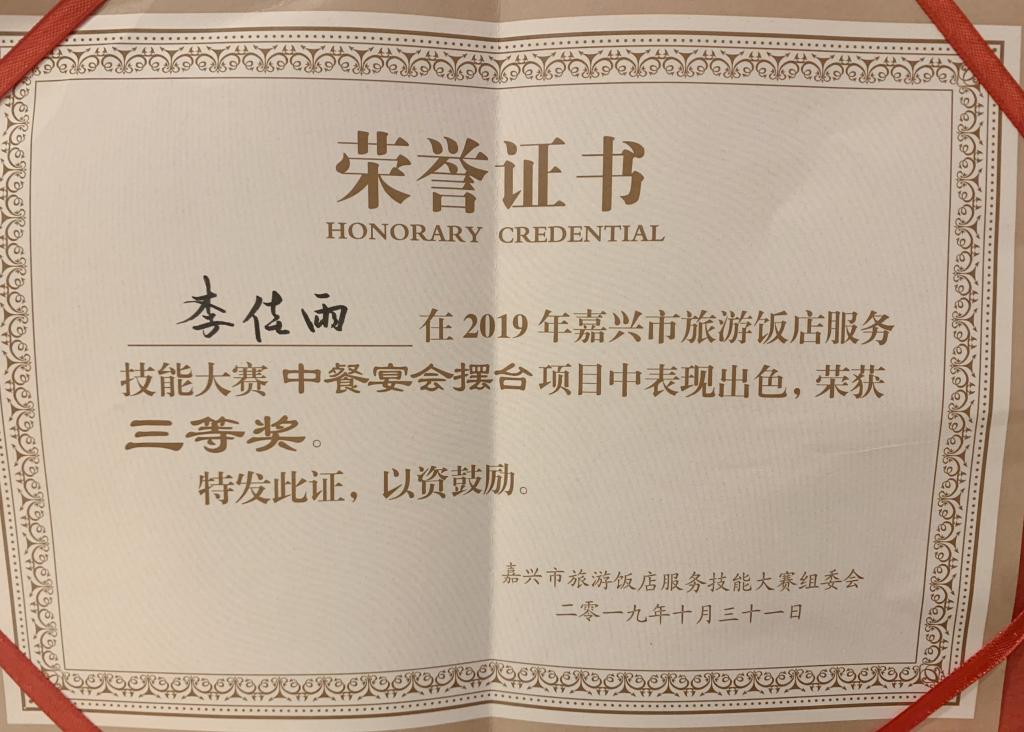 荣誉证书
HONORARY CREDENTIAL
李佳雨 在 2019 年嘉兴市旅游饭店服务
技能大赛 中餐宴会摆台 项目中表现出色，荣获
三等奖。
特发此证，以资鼓励。
嘉兴市旅游饭店服务技能大赛组委会
二零一九年十月三十一日